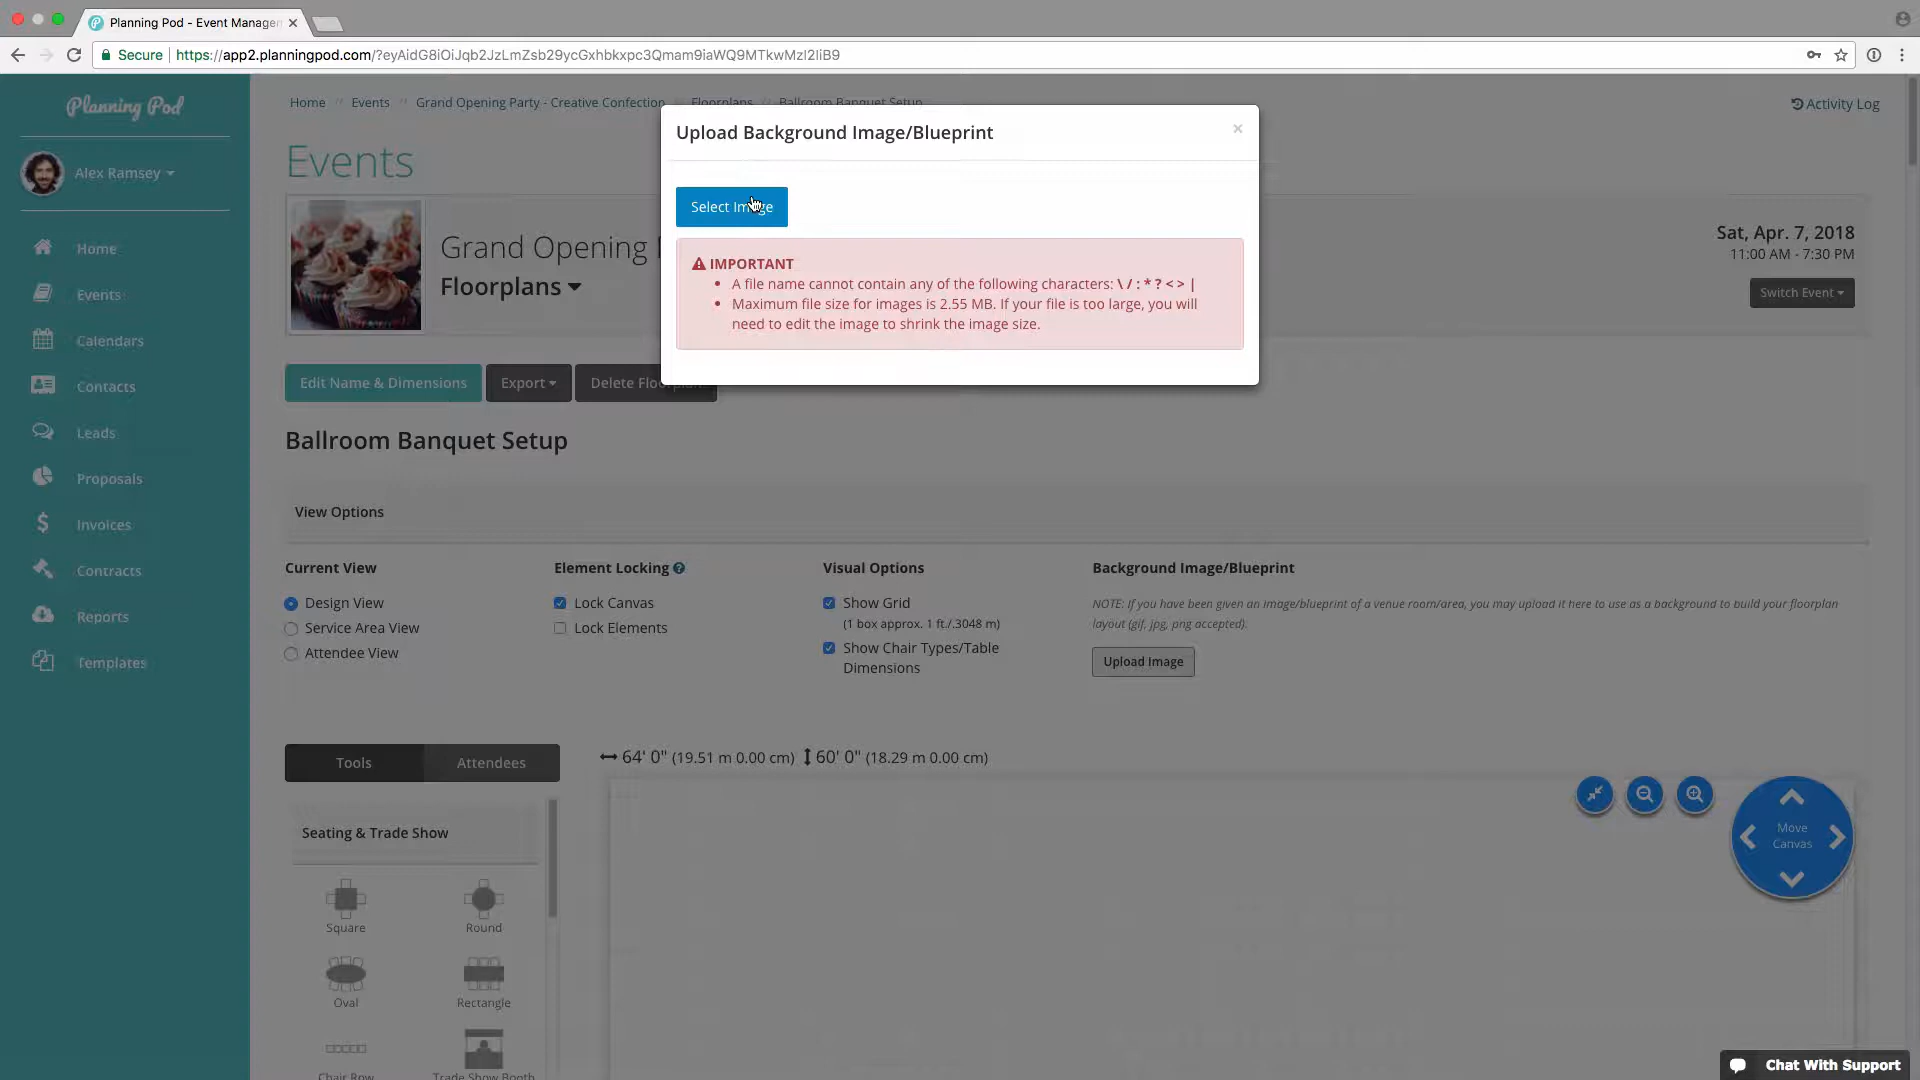 Planning Pod - Event Manager
Secure
https://app2.planningpod.com/?eyAidG8iOiJqb2JzLmZsb29ycGxhbkxpc3Qmam9iaWQ9MTkwMzI2IiB9
Planning Pod
Alex Ramsey
Home
Events
Calendars
Contacts
Leads
Proposals
Invoices
Contracts
Reports
Templates
Home // Events // Grand Opening Party - Creative Confection // Floorplans // Ballroom Banquet Setup
Activity Log
Events
Grand Opening
Floorplans
Sat, Apr. 7, 2018
11:00 AM - 7:30 PM
Switch Event
Upload Background Image/Blueprint
×
Select Image
IMPORTANT
• A file name cannot contain any of the following characters: \ / : * ? < > |
• Maximum file size for images is 2.55 MB. If your file is too large, you will
need to edit the image to shrink the image size.
Edit Name & Dimensions
Export
Delete Floorplan
Ballroom Banquet Setup
View Options
Current View
Design View
Service Area View
Attendee View
Element Locking
Lock Canvas
Lock Elements
Visual Options
Show Grid
(1 box approx. 1 ft./.3048 m)
Show Chair Types/Table
Dimensions
Background Image/Blueprint
NOTE: If you have been given an image/blueprint of a venue room/area, you may upload it here to use as a background to build your floorplan
layout (gif, jpg, png accepted).
Upload Image
Tools
Attendees
64' 0" (19.51 m 0.00 cm) 60' 0" (18.29 m 0.00 cm)
Seating & Trade Show
Square
Round
Oval
Rectangle
Chair Row
Trade Show Booth
Move
Canvas
Chat With Support